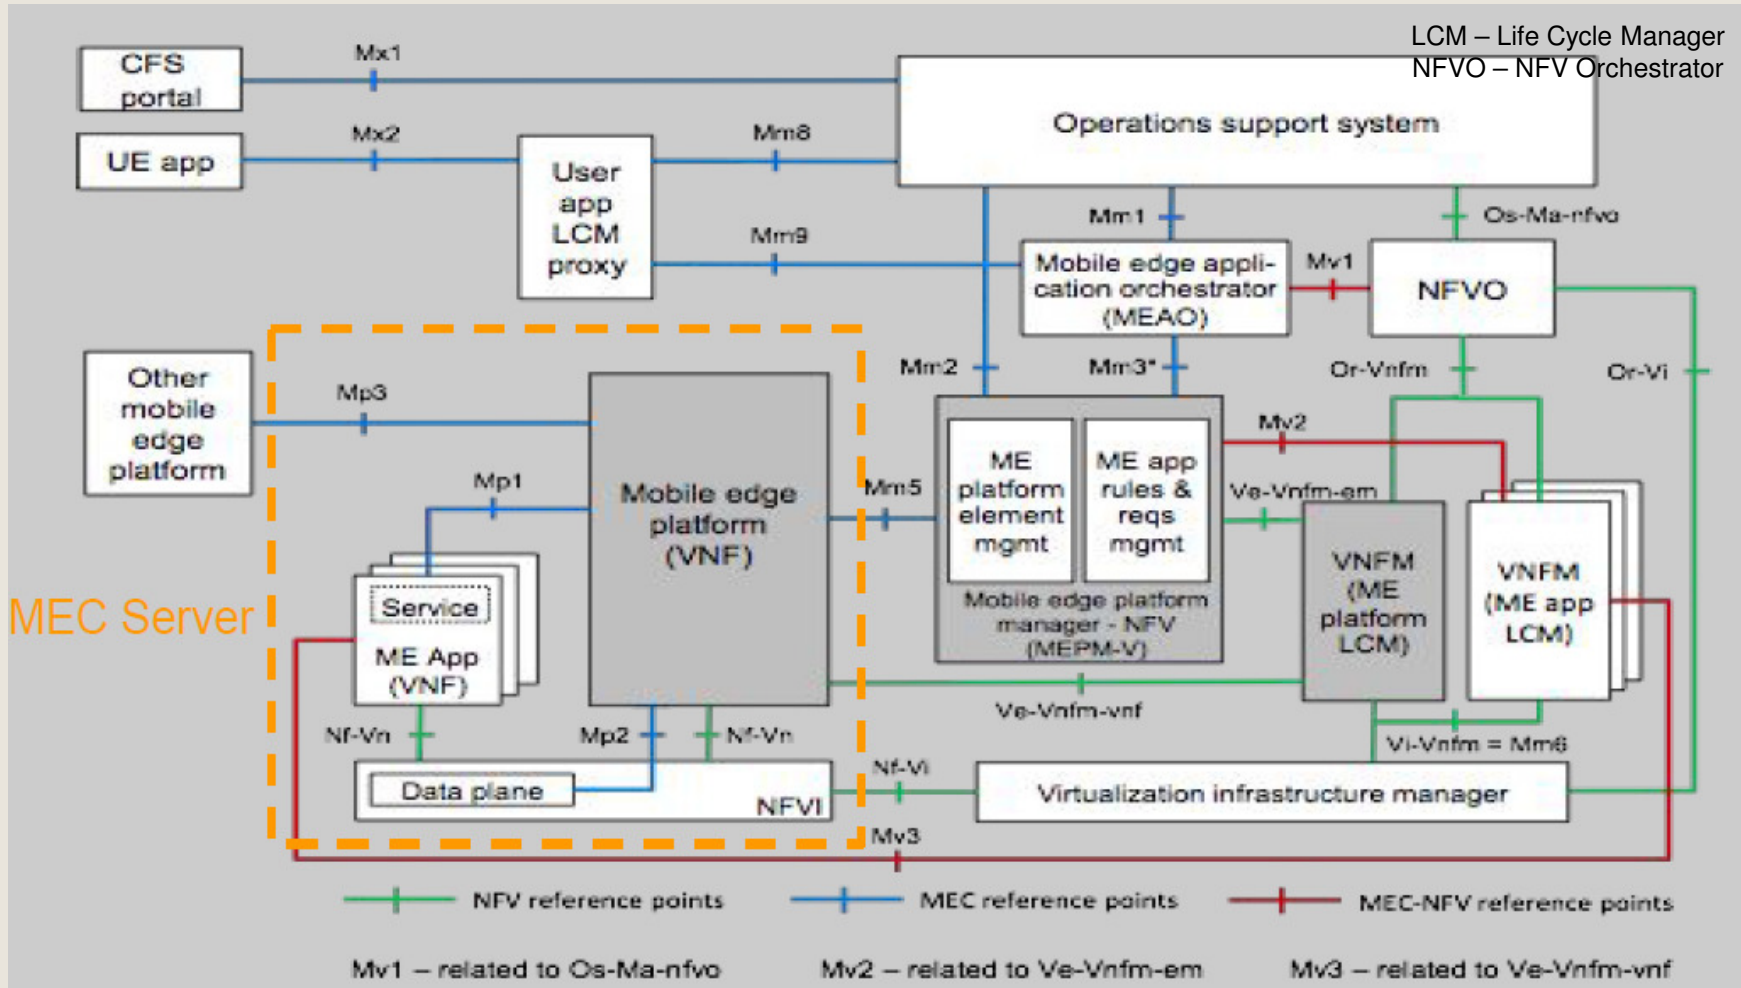 LCM – Life Cycle Manager
NFVO – NFV Orchestrator
CFS
portal
Mx1
Operations support system
UE app
Mx2
User
app
LCM
proxy
Mm8
Mm9
Mm1
Os-Ma-nfvo
Mobile edge appli-
cation orchestrator
(MEAO)
Mv1
NFVO
Other
mobile
edge
platform
Mp3
Mm2
Mm3*
Or-Vnfm
Or-Vi
Mobile edge
platform
(VNF)
Mp1
Mm5
ME
platform
element
mgmt
ME app
rules &
reqs
mgmt
Mobile edge platform
manager - NFV
(MEPM-V)
Mv2
Ve-Vnfm-em
VNFM
(ME
platform
LCM)
VNFM
(ME app
LCM)
MEC Server
Service
ME App
(VNF)
Ve-Vnfm-vnf
Nf-Vn
Mp2
Nf-Vn
Vi-Vnfm = Mm6
Data plane
NFVI
Nf-Vi
Virtualization infrastructure manager
Mv3
NFV reference points
MEC reference points
MEC-NFV reference points
Mv1 – related to Os-Ma-nfvo
Mv2 – related to Ve-Vnfm-em
Mv3 – related to Ve-Vnfm-vnf